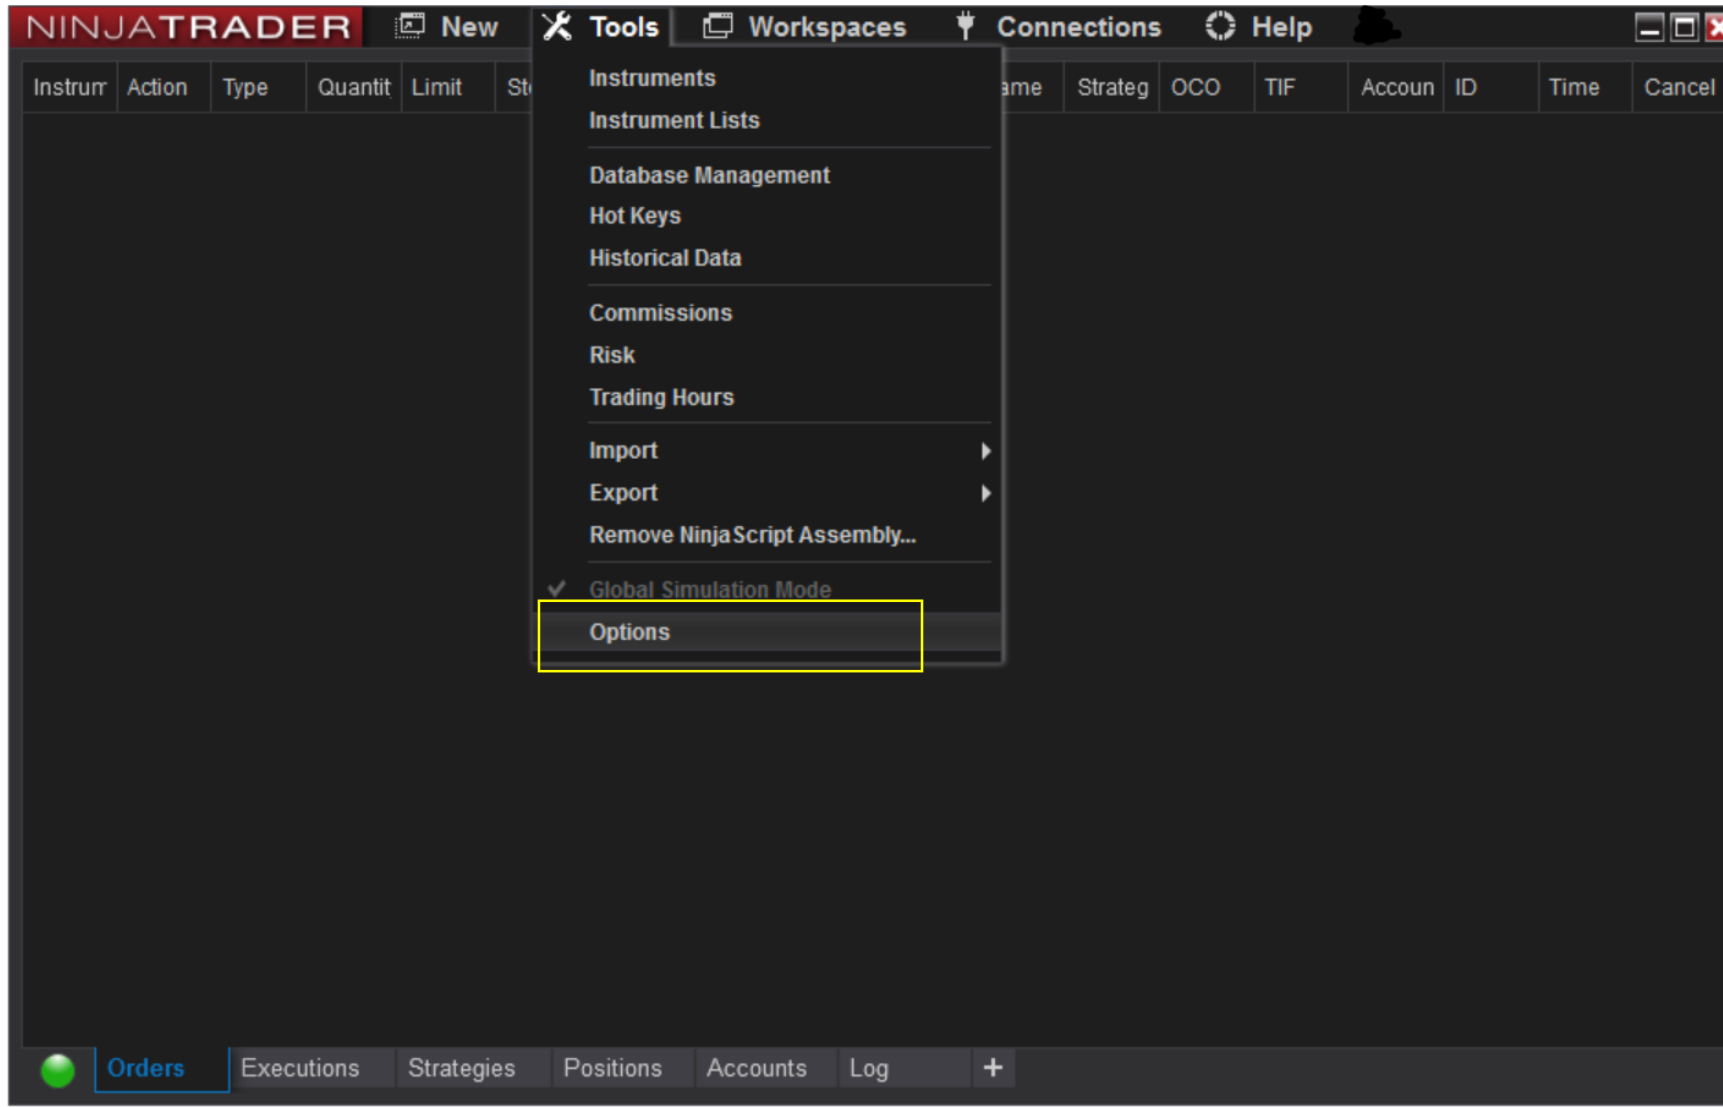 NINJATRADER New Tools Workspaces Connections Help
Instrum Action Type Quantit Limit Sto ame Strateg OCO TIF Accoun ID Time Cancel
Instruments
Instrument Lists
Database Management
Hot Keys
Historical Data
Commissions
Risk
Trading Hours
Import
Export
Remove NinjaScript Assembly...
Global Simulation Mode
Options
Orders Executions Strategies Positions Accounts Log +